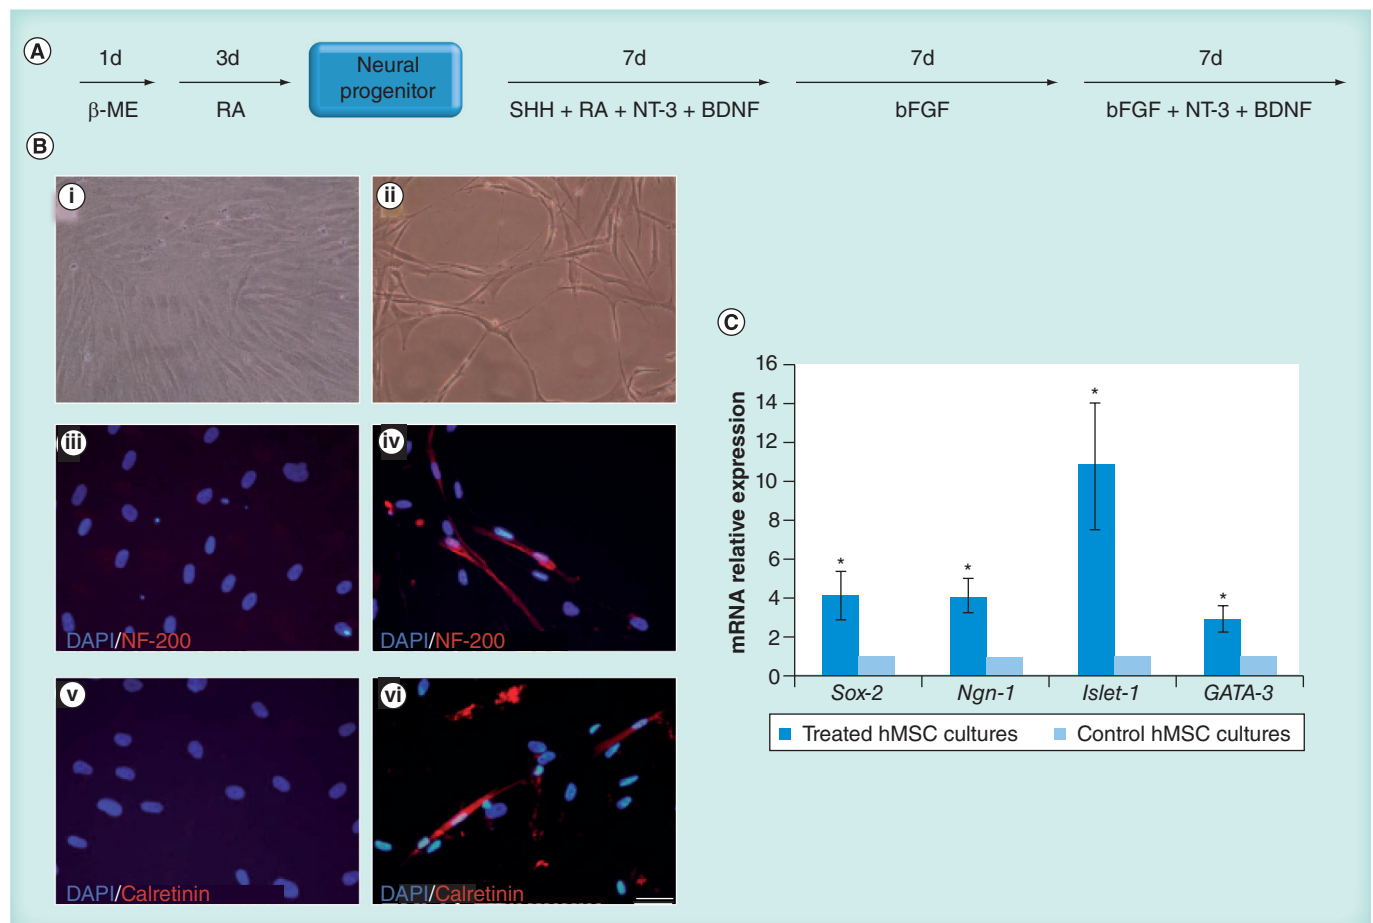 A
1d
3d
Neural
progenitor
7d
7d
7d
β-ME
RA
SHH + RA + NT-3 + BDNF
bFGF
bFGF + NT-3 + BDNF
B
i
ii
iii
DAPI/NF-200
iv
DAPI/NF-200
v
DAPI/Calretinin
vi
DAPI/Calretinin
C
mRNA relative expression
16
14
12
10
8
6
4
2
0
*
*
*
*
Sox-2
Ngn-1
Islet-1
GATA-3
Treated hMSC cultures
Control hMSC cultures